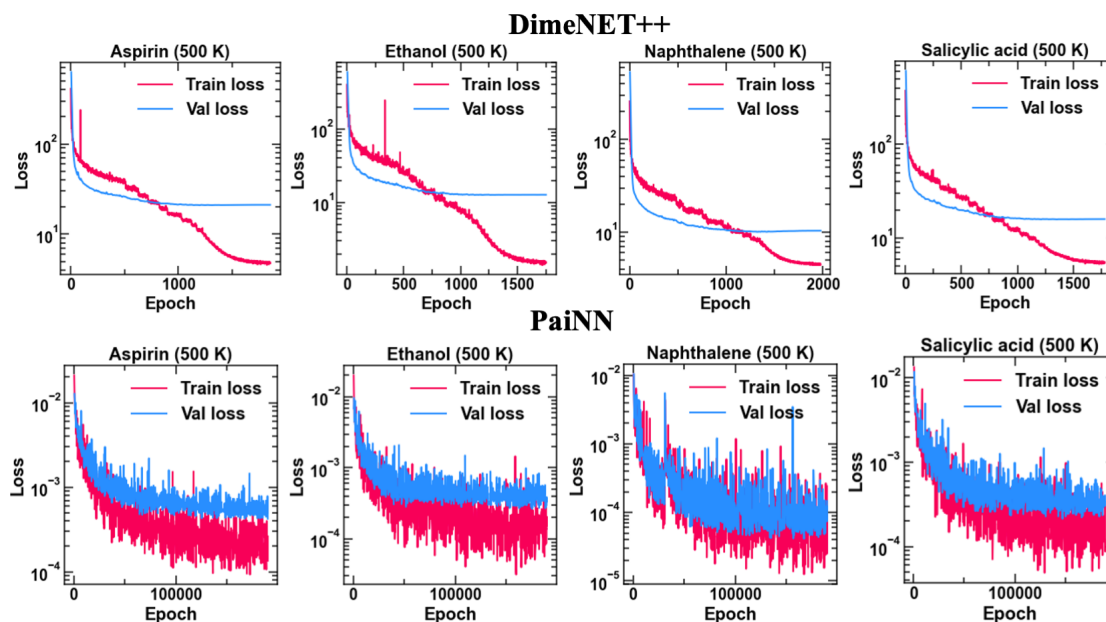 DimeNET++
Aspirin (500 K)
Ethanol (500 K)
Naphthalene (500 K)
Salicylic acid (500 K)
Train loss
Val loss
Train loss
Val loss
Train loss
Val loss
Train loss
Val loss
Loss
10²
10¹
0
1000
Epoch
Loss
10²
10¹
0
500
1000
1500
Epoch
Loss
10²
10¹
0
1000
2000
Epoch
Loss
10²
10¹
0
500
1000
1500
Epoch
PaiNN
Aspirin (500 K)
Ethanol (500 K)
Naphthalene (500 K)
Salicylic acid (500 K)
Train loss
Val loss
Train loss
Val loss
Train loss
Val loss
Train loss
Val loss
Loss
10⁻²
10⁻³
10⁻⁴
0
100000
Epoch
Loss
10⁻²
10⁻³
10⁻⁴
0
100000
Epoch
Loss
10⁻²
10⁻³
10⁻⁴
10⁻⁵
0
100000
Epoch
Loss
10⁻²
10⁻³
10⁻⁴
0
100000
Epoch